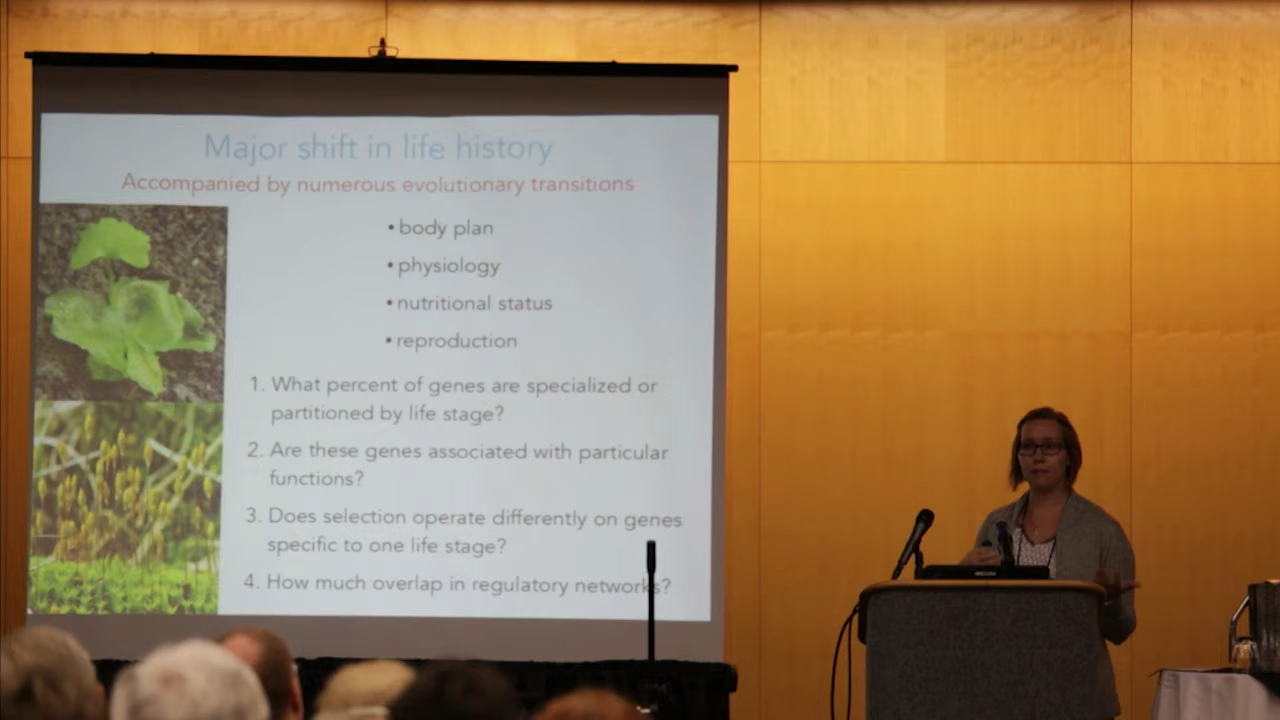 Major shift in life history
Accompanied by numerous evolutionary transitions
•body plan
•physiology
•nutritional status
•reproduction
1. What percent of genes are specialized or
partitioned by life stage?
2. Are these genes associated with particular
functions?
3. Does selection operate differently on genes
specific to one life stage?
4. How much overlap in regulatory networks?